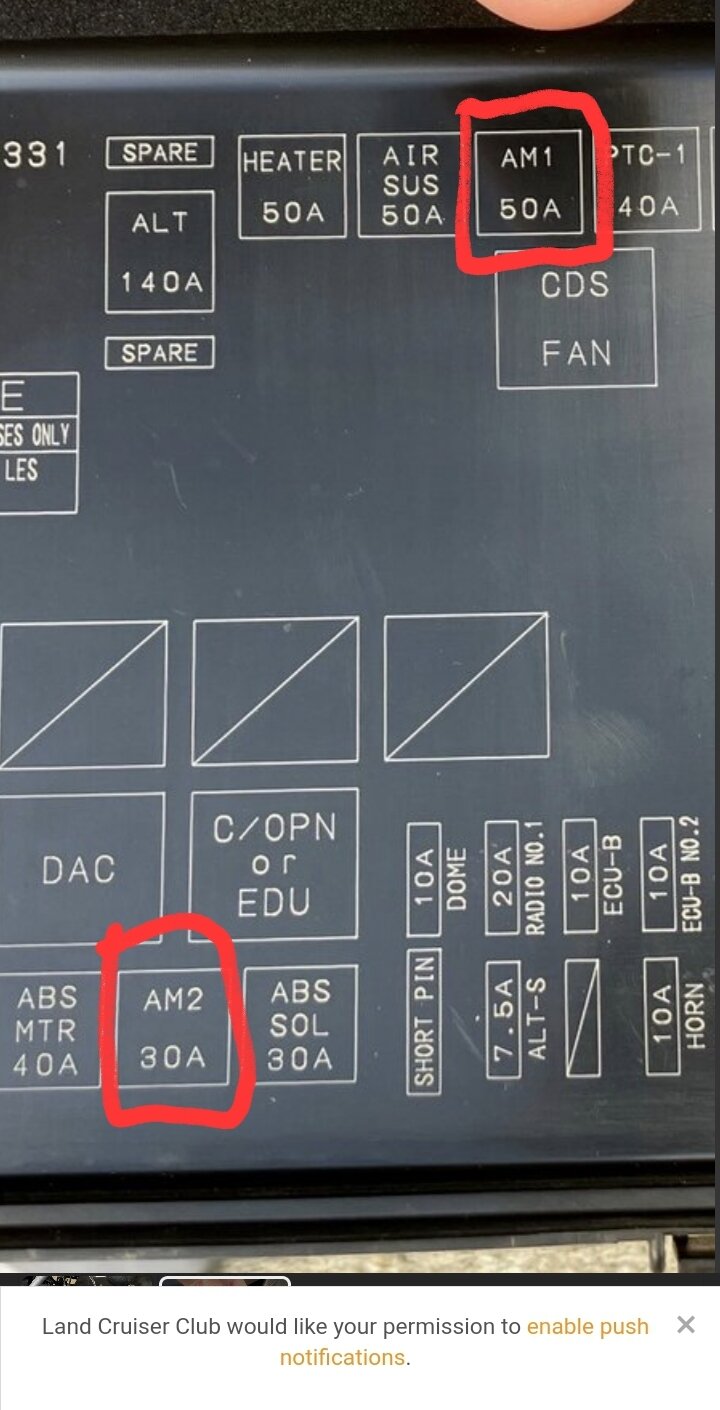 331
SPARE
HEATER
50A
AIR
SUS
50A
AM1
50A
PTC-1
40A
ALT
140A
SPARE
CDS
FAN
E
SES ONLY
LES
DAC
C/OPN
or
EDU
10A
DOME
20A
RADIO NO.1
10A
ECU-B
10A
ECU-B NO.2
ABS
MTR
40A
AM2
30A
ABS
SOL
30A
SHORT PIN
7.5A
ALT-S
10A
HORN
Land Cruiser Club would like your permission to enable push
notifications.